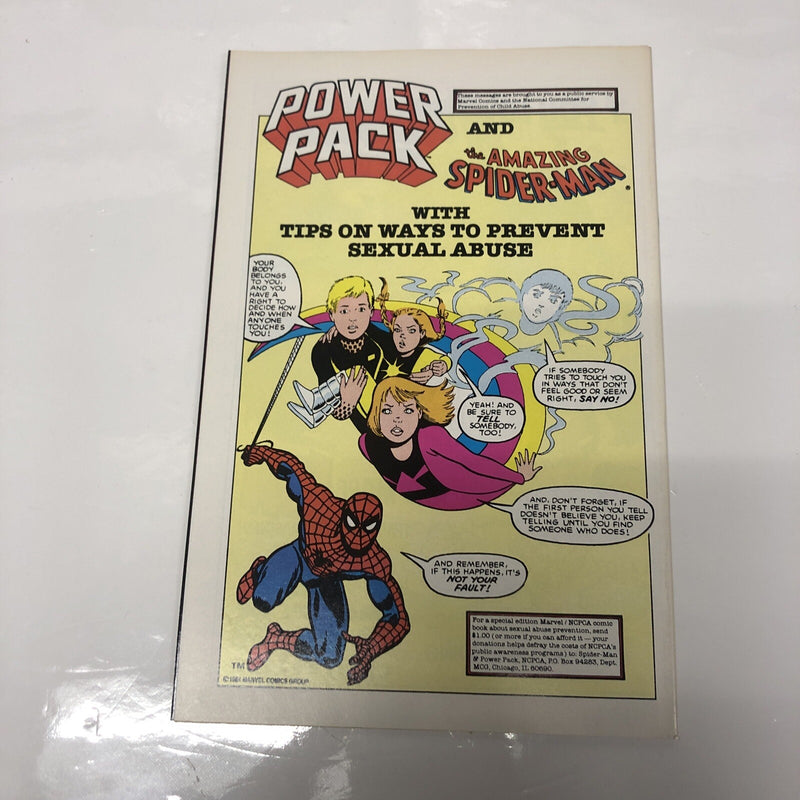 POWER
PACK™
These messages are brought to you as a public service by
Marvel Comics and the National Committee for
Prevention of Child Abuse.
AND
the AMAZING
SPIDER-MAN®
WITH
TIPS ON WAYS TO PREVENT
SEXUAL ABUSE
YOUR
BODY
BELONGS
TO YOU,
AND YOU
HAVE A
RIGHT TO
DECIDE HOW
AND WHEN
ANYONE
TOUCHES
YOU!
IF SOMEBODY
TRIES TO TOUCH YOU
IN WAYS THAT DON'T
FEEL GOOD OR SEEM
RIGHT, SAY NO!
YEAH! AND
BE SURE TO
TELL
SOMEBODY,
TOO!
AND, DON'T FORGET, IF
THE FIRST PERSON YOU TELL
DOESN'T BELIEVE YOU, KEEP
TELLING UNTIL YOU FIND
SOMEONE WHO DOES!
AND REMEMBER,
IF THIS HAPPENS, IT'S
NOT YOUR
FAULT!
For a special edition Marvel/NCPCA comic
book about sexual abuse prevention, send
$1.00 (or more if you can afford it — your
donations helps defray the costs of NCPCA's
public awareness programs) to: Spider-Man
& Power Pack, NCPCA, P.O. Box 94283, Dept.
MCG, Chicago, IL 60690.
TM
©1984 MARVEL COMICS GROUP